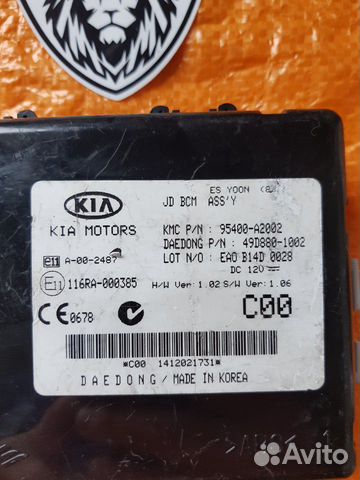 ES YOON
JD BCM ASS'Y
KIA
KIA MOTORS
KMC P/N : 95400-A2002
DAEDONG P/N : 49D880-1002
e11 A-00-2487
LOT N/O : EAO B14D 0028
DC 12V
E11 116RA-000385
H/W Ver: 1.02 S/W Ver: 1.06
CE 0678
C00
*C00 1412021731*
DAEDONG / MADE IN KOREA
Avito